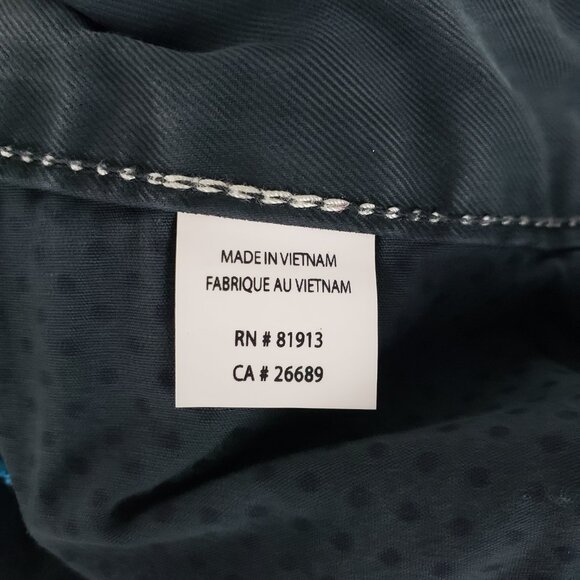 MADE IN VIETNAM
FABRIQUE AU VIETNAM
RN # 81913
CA # 26689